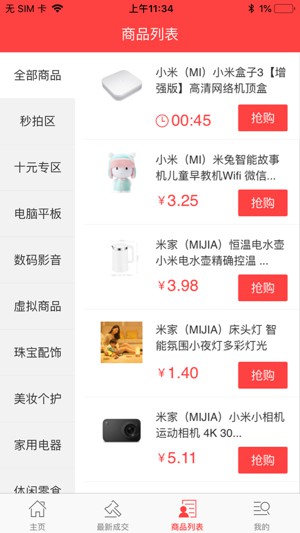 无 SIM 卡
上午11:34
34%
商品列表
全部商品
秒拍区
十元专区
电脑平板
数码影音
虚拟商品
珠宝配饰
美妆个护
家用电器
休闲零食
小米（MI）小米盒子3【增
强版】高清网络机顶盒
00:45
抢购
小米（MI）米兔智能故事
机儿童早教机Wifi 微信...
¥3.25
抢购
米家（MIJIA）恒温电水壶
小米电水壶精确控温 ...
¥3.98
抢购
米家（MIJIA）床头灯 智
能氛围小夜灯多彩灯光
¥1.40
抢购
米家（MIJIA）小米小相机
运动相机 4K 30...
¥5.11
抢购
主页
最新成交
商品列表
我的